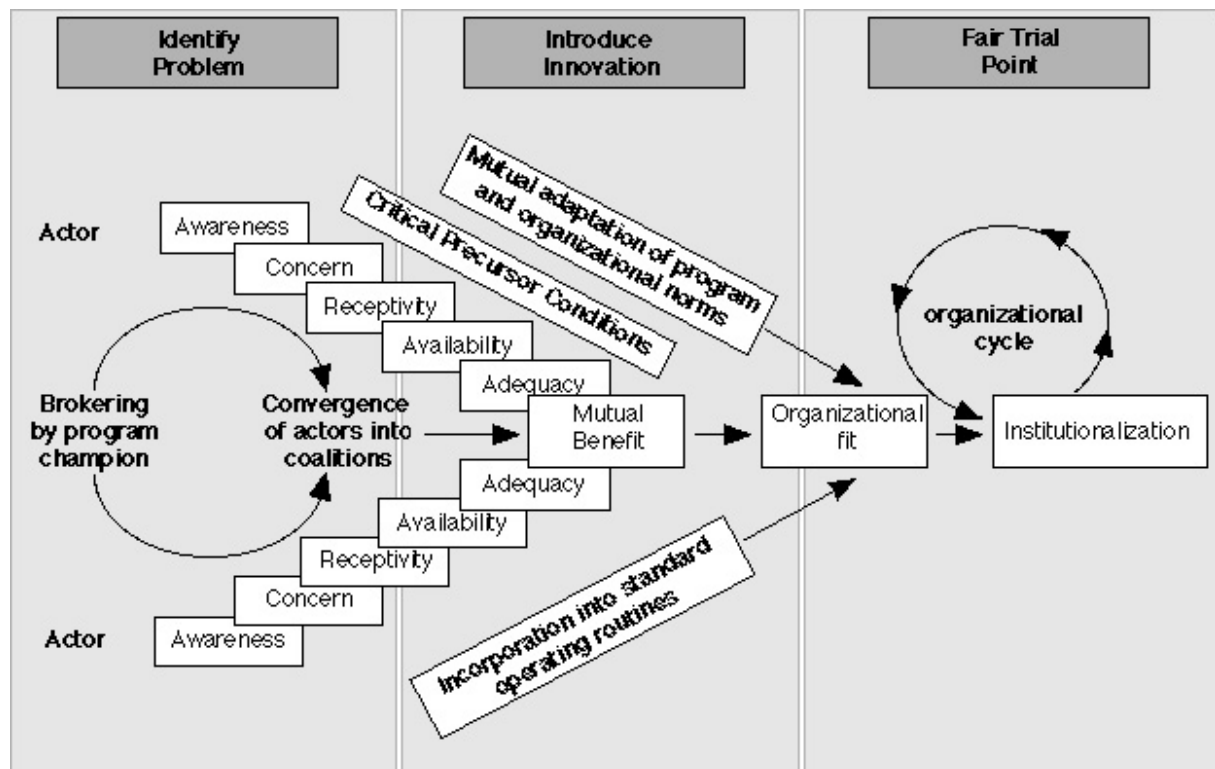 Identify
Problem
Introduce
Innovation
Fair Trial
Point
Mutual adaptation of program
and organizational norms
Critical Precursor Conditions
Actor
Awareness
Concern
Receptivity
Availability
Adequacy
organizational
cycle
Brokering
by program
champion
Convergence
of actors into
coalitions
Mutual
Benefit
Organizational
fit
Institutionalization
Adequacy
Availability
Receptivity
Concern
Actor
Awareness
Incorporation into standard
operating routines